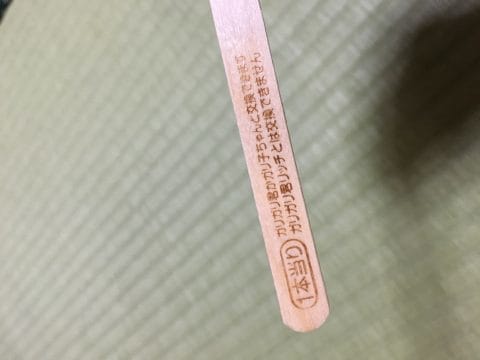 1本当り
ガリガリ君かガリ子ちゃんと交換できます
ガリガリ君リッチとは交換できません